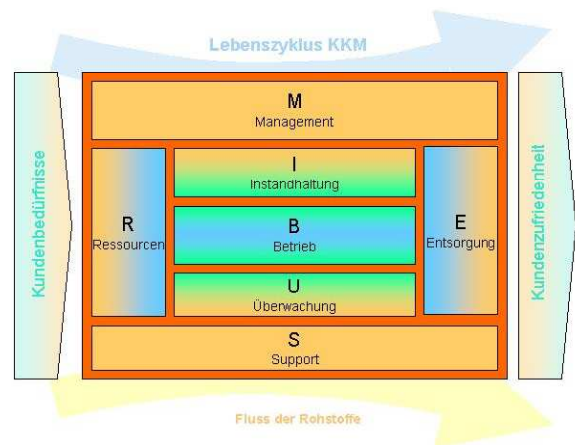 Lebenszyklus KKM
Kundenbedürfnisse
M
Management
I
Instandhaltung
R
Ressourcen
B
Betrieb
E
Entsorgung
U
Überwachung
S
Support
Kundenzufriedenheit
Fluss der Rohstoffe